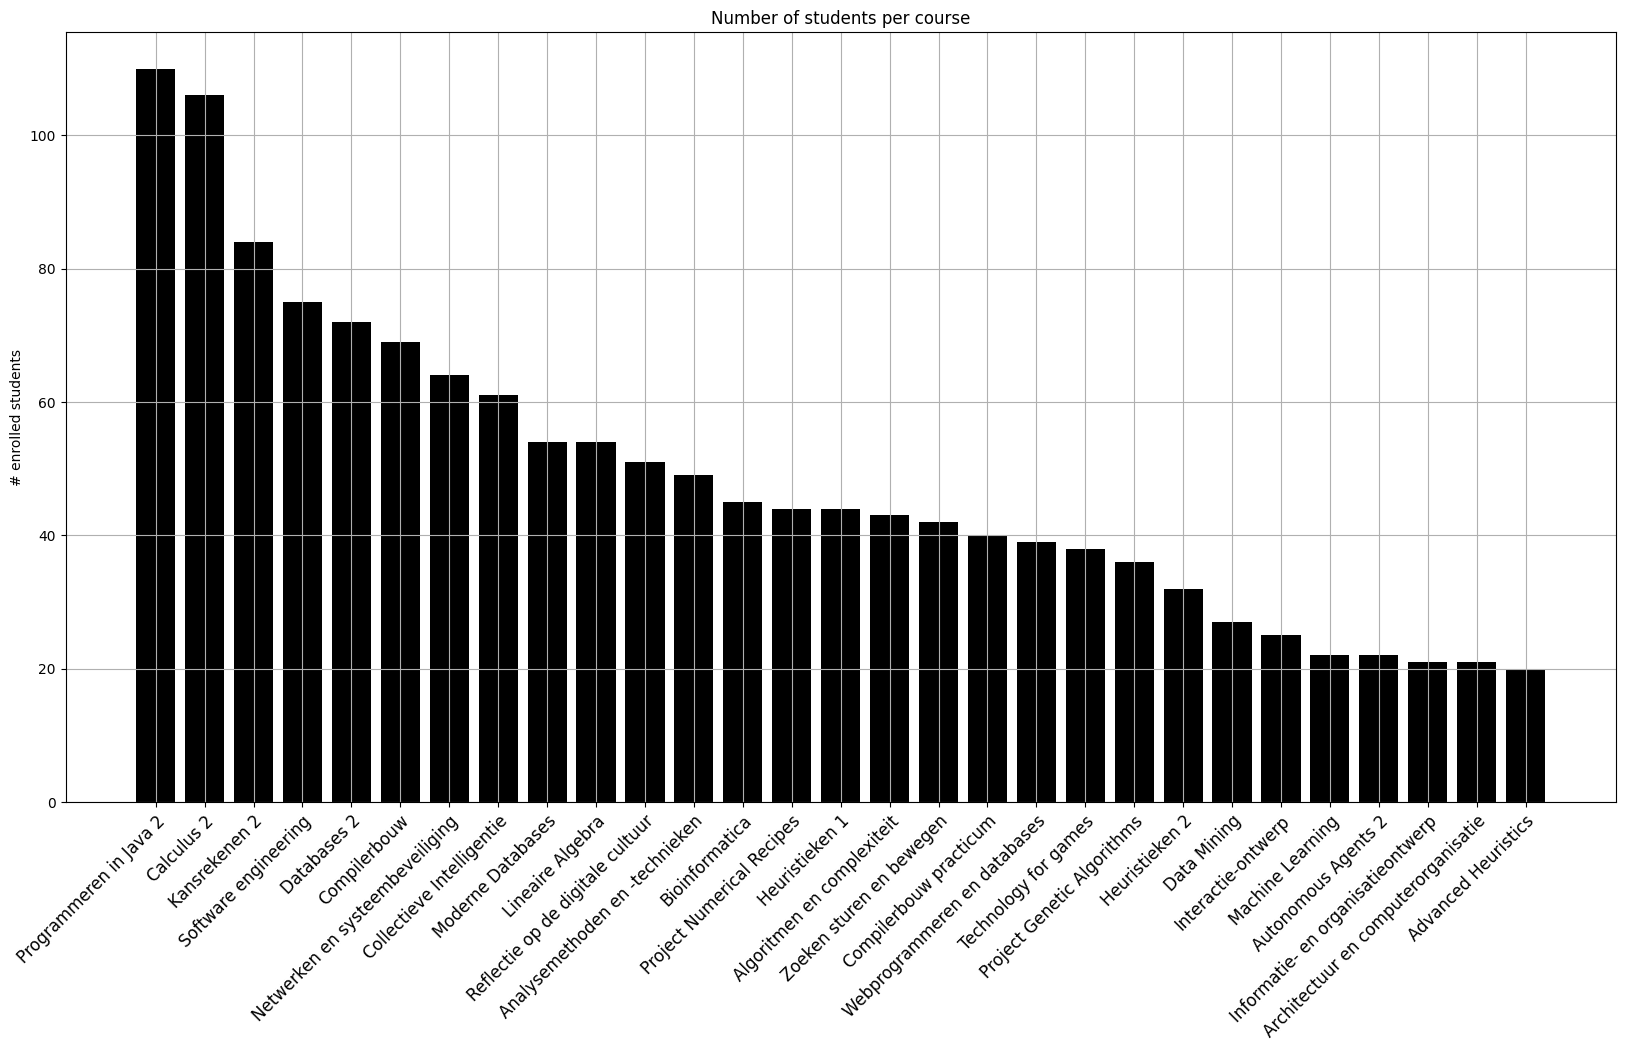 Number of students per course
# enrolled students
100
80
60
40
20
0
Programmeren in Java 2
Calculus 2
Kansrekenen 2
Software engineering
Databases 2
Compilerbouw
Netwerken en systeembeveiliging
Collectieve Intelligentie
Moderne Databases
Lineaire Algebra
Reflectie op de digitale cultuur
Analysemethoden en -technieken
Bioinformatica
Project Numerical Recipes
Heuristieken 1
Algoritmen en complexiteit
Zoeken sturen en bewegen
Compilerbouw practicum
Webprogrammeren en databases
Technology for games
Project Genetic Algorithms
Heuristieken 2
Data Mining
Interactie-ontwerp
Machine Learning
Autonomous Agents 2
Informatie- en organisatieontwerp
Architectuur en computerorganisatie
Advanced Heuristics